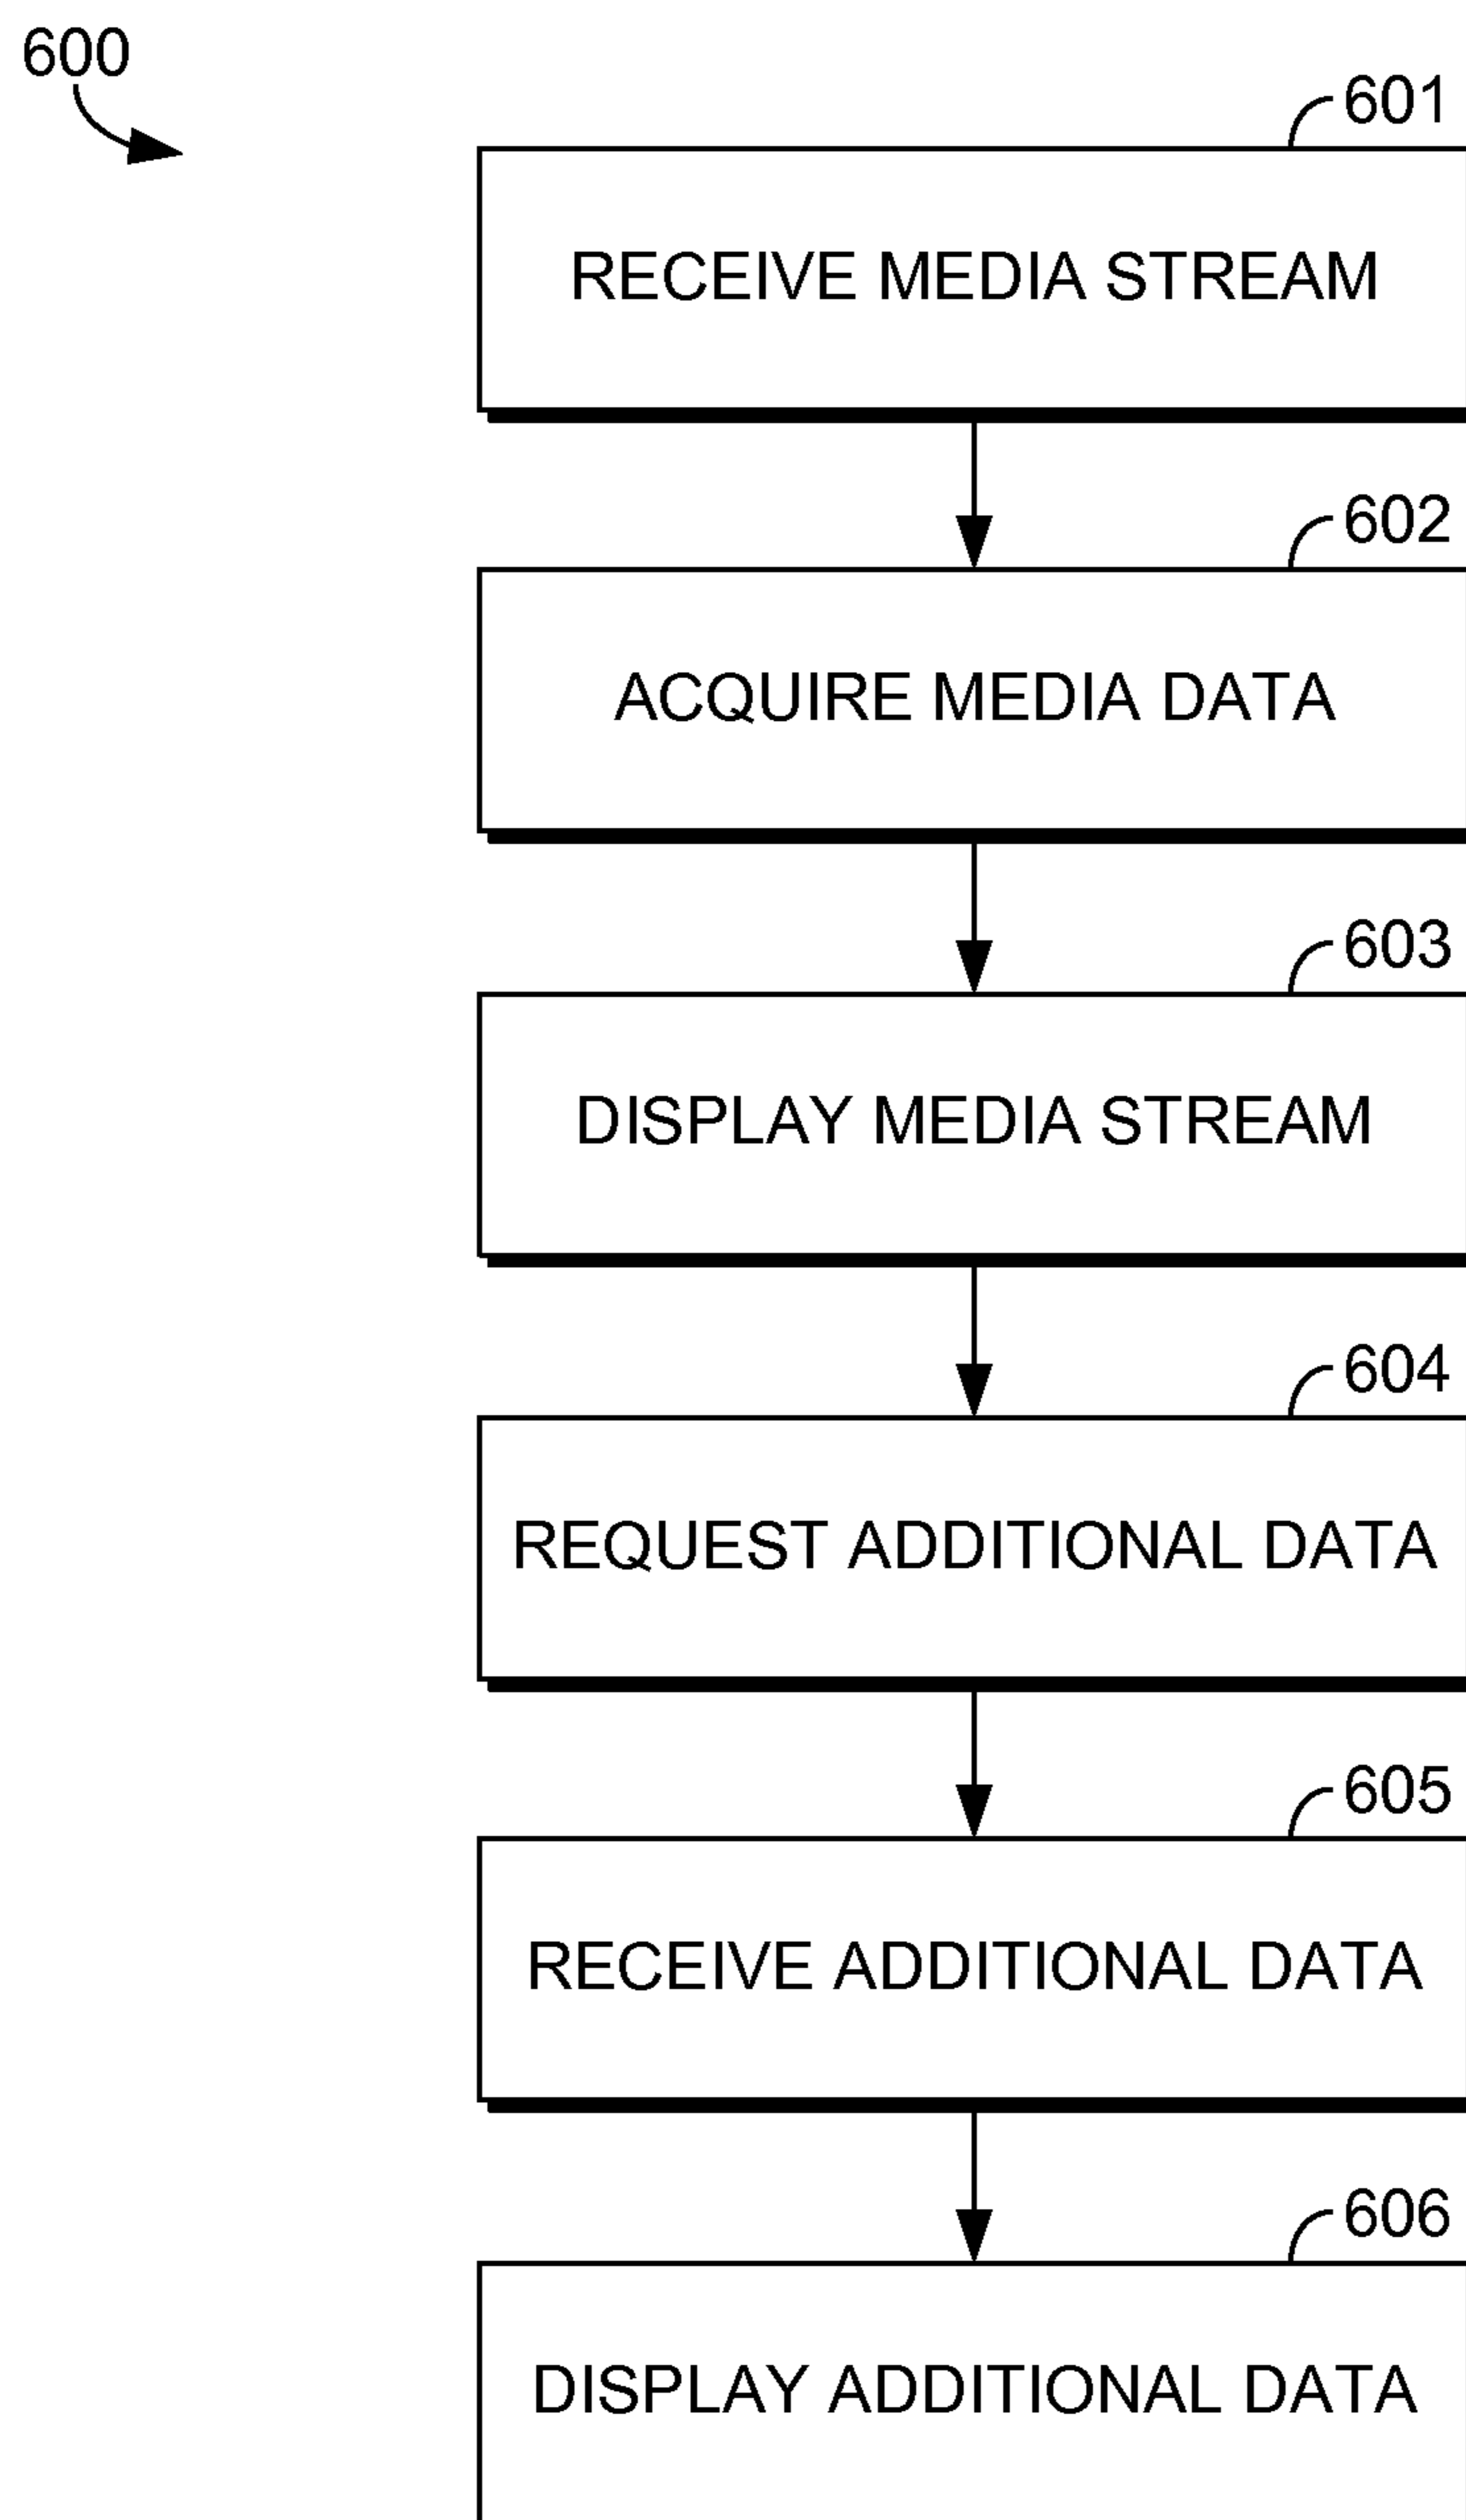 600
601
RECEIVE MEDIA STREAM
602
ACQUIRE MEDIA DATA
603
DISPLAY MEDIA STREAM
604
REQUEST ADDITIONAL DATA
605
RECEIVE ADDITIONAL DATA
606
DISPLAY ADDITIONAL DATA